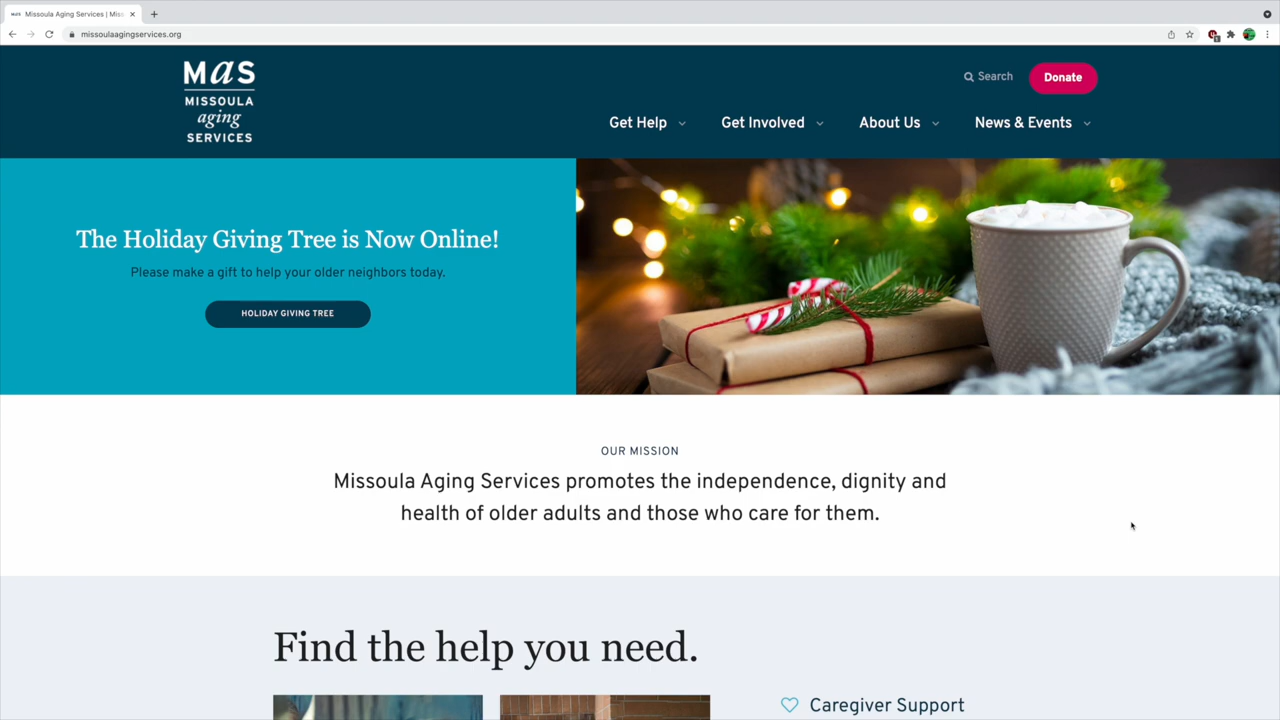 mas Missoula Aging Services | Miss
missoulaagingservices.org
MaS
MISSOULA
aging
SERVICES
Search
Donate
Get Help
Get Involved
About Us
News & Events
The Holiday Giving Tree is Now Online!
Please make a gift to help your older neighbors today.
HOLIDAY GIVING TREE
OUR MISSION
Missoula Aging Services promotes the independence, dignity and
health of older adults and those who care for them.
Find the help you need.
Caregiver Support